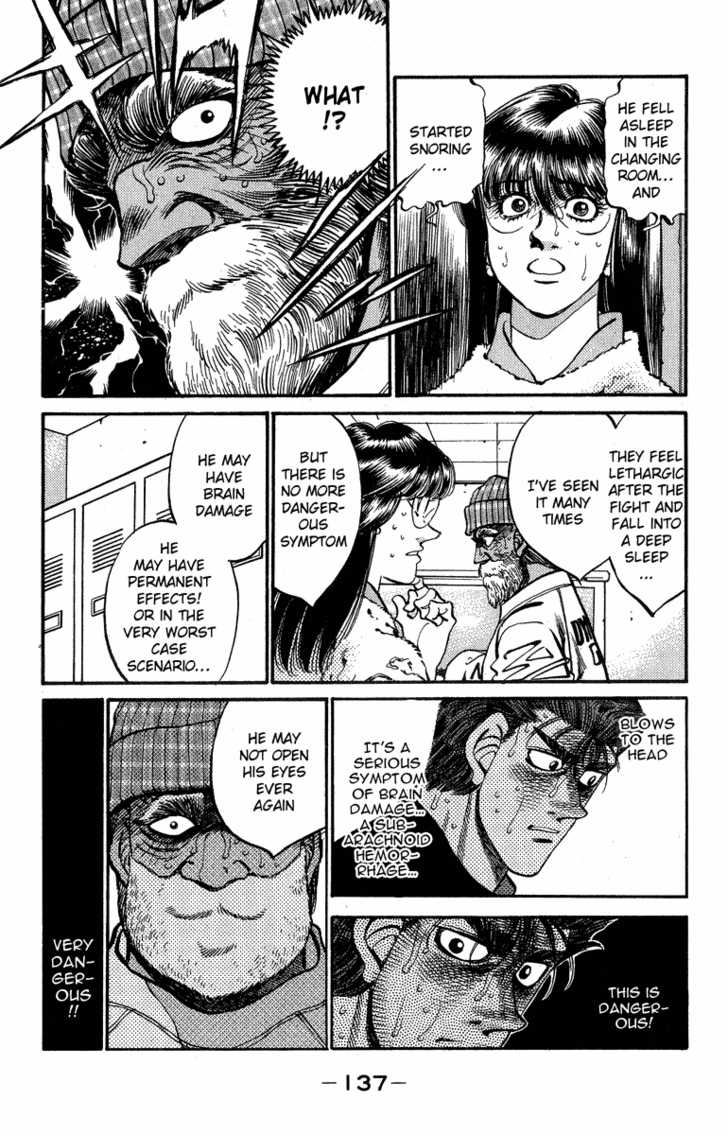 HE FELL
ASLEEP
IN THE
CHANGING
ROOM...
AND
STARTED
SNORING
...
WHAT
!?
THEY FEEL
LETHARGIC
AFTER THE
FIGHT AND
FALL INTO
A DEEP
SLEEP
...
I'VE SEEN
IT MANY
TIMES
BUT
THERE IS
NO MORE
DANGER-
OUS
SYMPTOM
HE MAY
HAVE
BRAIN
DAMAGE
HE
MAY HAVE
PERMANENT
EFFECTS!
OR IN THE
VERY WORST
CASE
SCENARIO...
BLOWS
TO THE
HEAD
IT'S A
SERIOUS
SYMPTOM
OF BRAIN
DAMAGE...
A SUB-
ARACHNOID
HEMOR-
RHAGE...
HE MAY
NOT OPEN
HIS EYES
EVER
AGAIN
THIS IS
DANGER-
OUS!
VERY
DAN-
GER-
OUS
!!
-137-